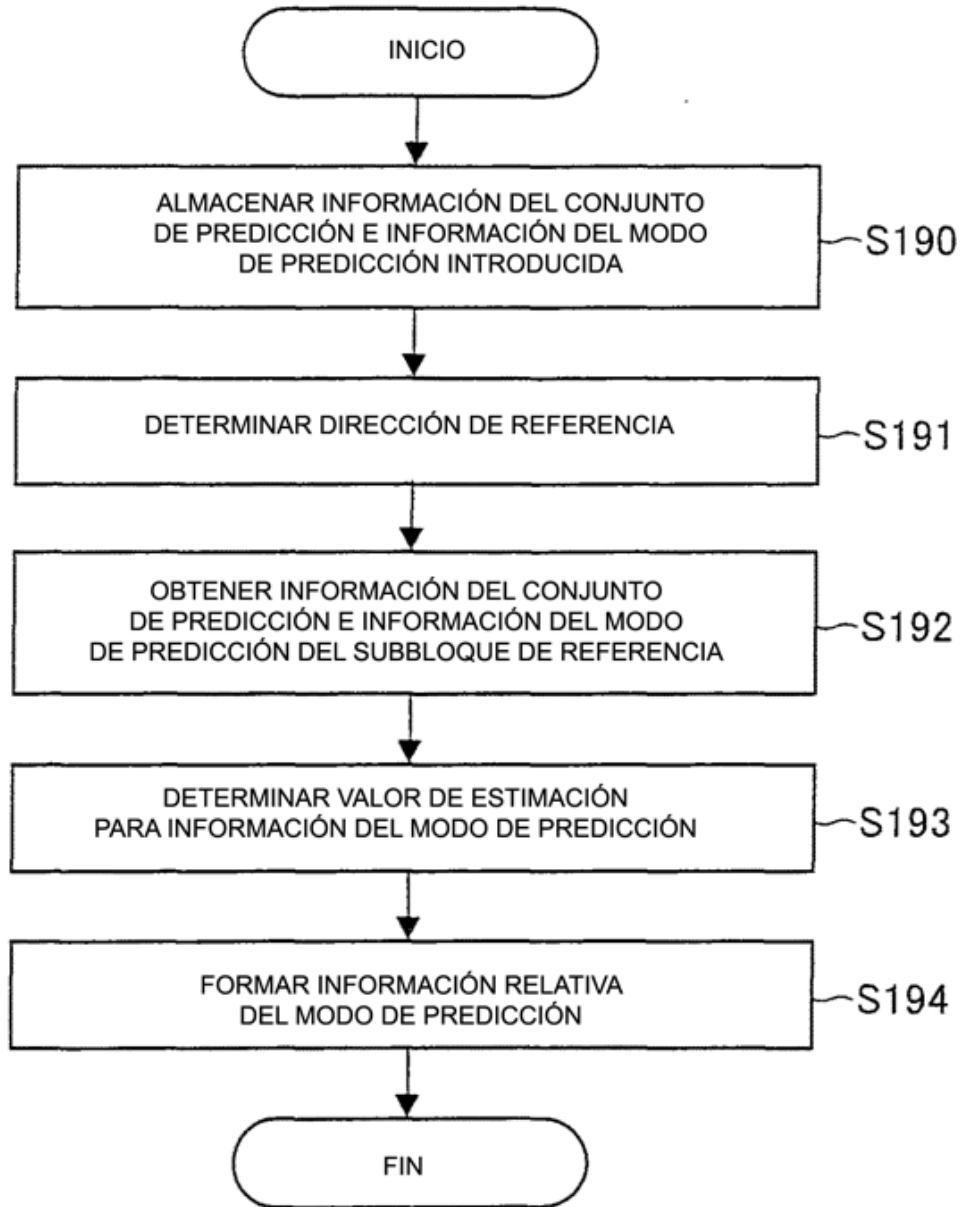 INICIO
ALMACENAR INFORMACIÓN DEL CONJUNTO
DE PREDICCIÓN E INFORMACIÓN DEL MODO
DE PREDICCIÓN INTRODUCIDA
S190
DETERMINAR DIRECCIÓN DE REFERENCIA
S191
OBTENER INFORMACIÓN DEL CONJUNTO
DE PREDICCIÓN E INFORMACIÓN DEL MODO
DE PREDICCIÓN DEL SUBBLOQUE DE REFERENCIA
S192
DETERMINAR VALOR DE ESTIMACIÓN
PARA INFORMACIÓN DEL MODO DE PREDICCIÓN
S193
FORMAR INFORMACIÓN RELATIVA
DEL MODO DE PREDICCIÓN
S194
FIN